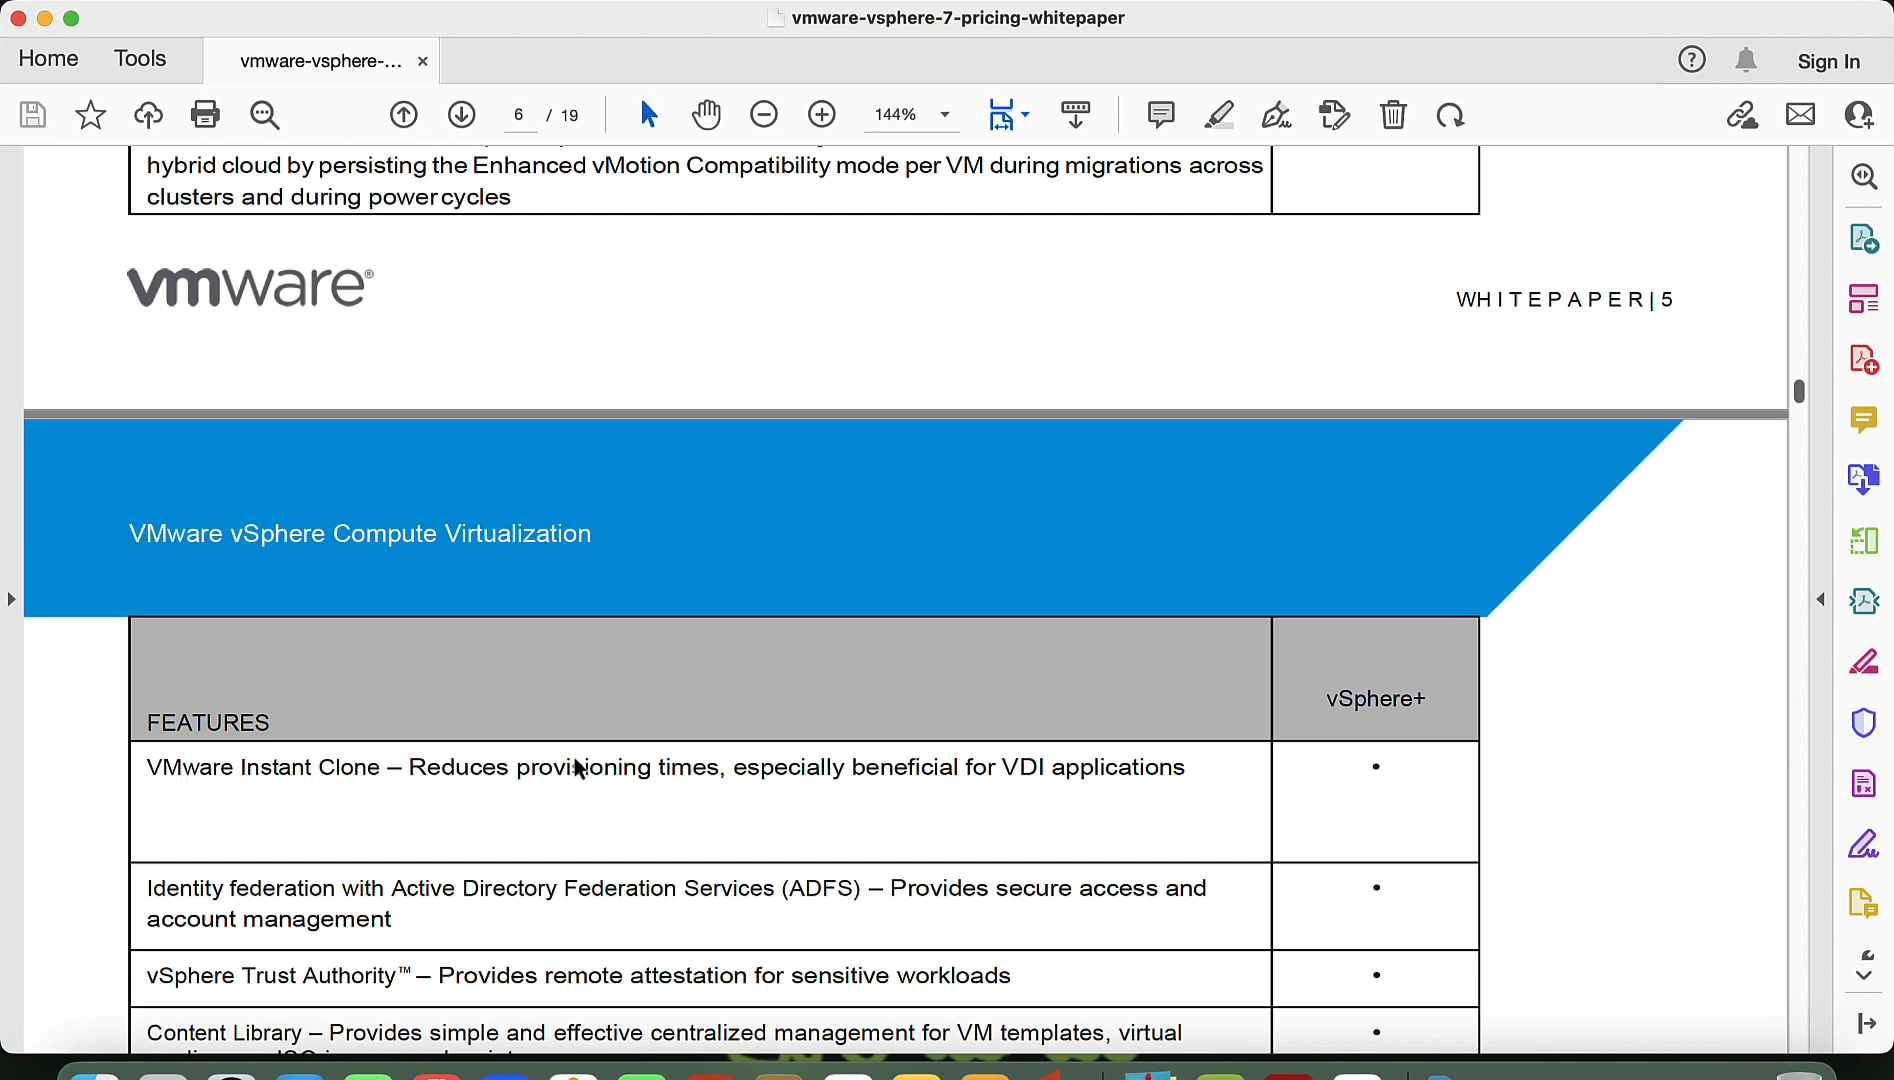 vmware-vsphere-7-pricing-whitepaper
Home Tools vmware-vsphere-... × Sign In
6 / 19 144%
hybrid cloud by persisting the Enhanced vMotion Compatibility mode per VM during migrations across
clusters and during power cycles
vmware®
WHITEPAPER| 5
VMware vSphere Compute Virtualization
FEATURES
vSphere+
VMware Instant Clone – Reduces provisioning times, especially beneficial for VDI applications •
Identity federation with Active Directory Federation Services (ADFS) – Provides secure access and •
account management
vSphere Trust Authority™ – Provides remote attestation for sensitive workloads •
Content Library – Provides simple and effective centralized management for VM templates, virtual •